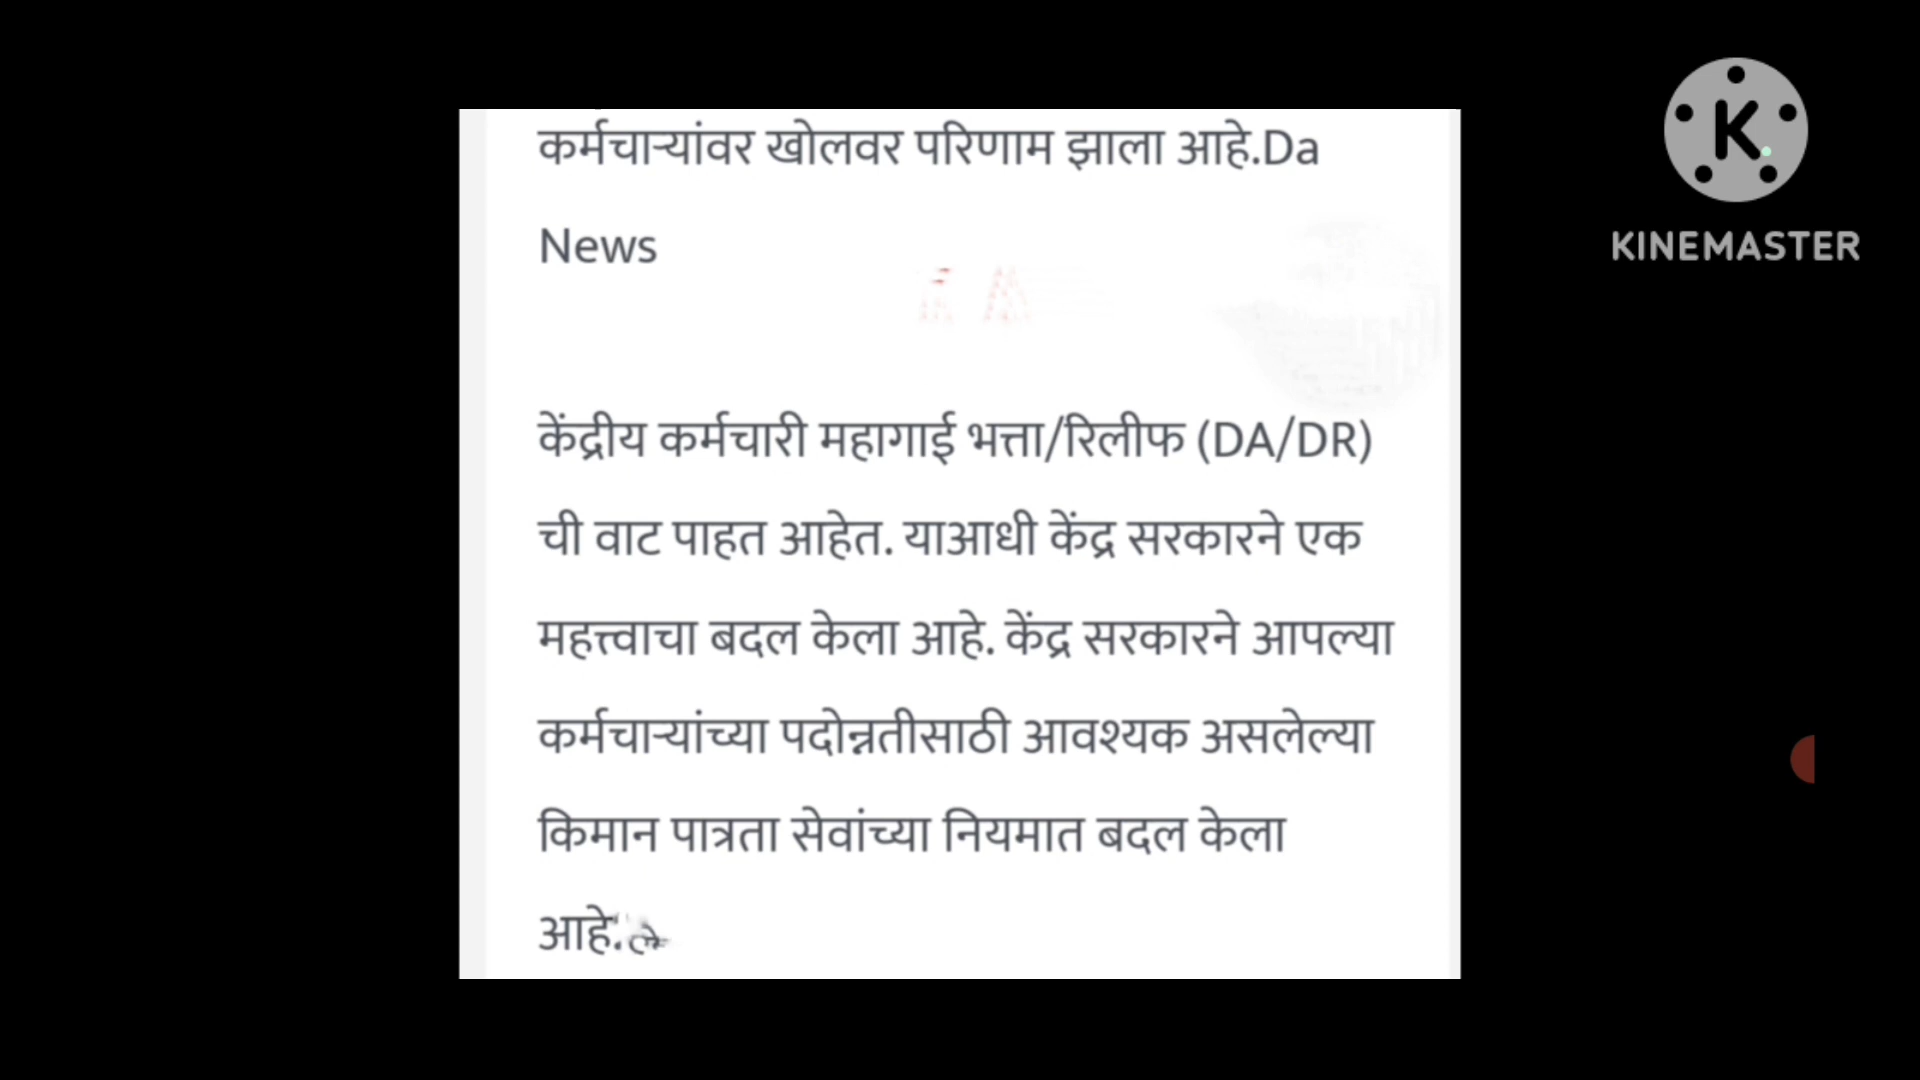 कर्मचाऱ्यांवर खोलवर परिणाम झाला आहे.Da
News
केंद्रीय कर्मचारी महागाई भत्ता/रिलीफ (DA/DR)
ची वाट पाहत आहेत. याआधी केंद्र सरकारने एक
महत्त्वाचा बदल केला आहे. केंद्र सरकारने आपल्या
कर्मचाऱ्यांच्या पदोन्नतीसाठी आवश्यक असलेल्या
किमान पात्रता सेवांच्या नियमात बदल केला
आहे.
K
KINEMASTER